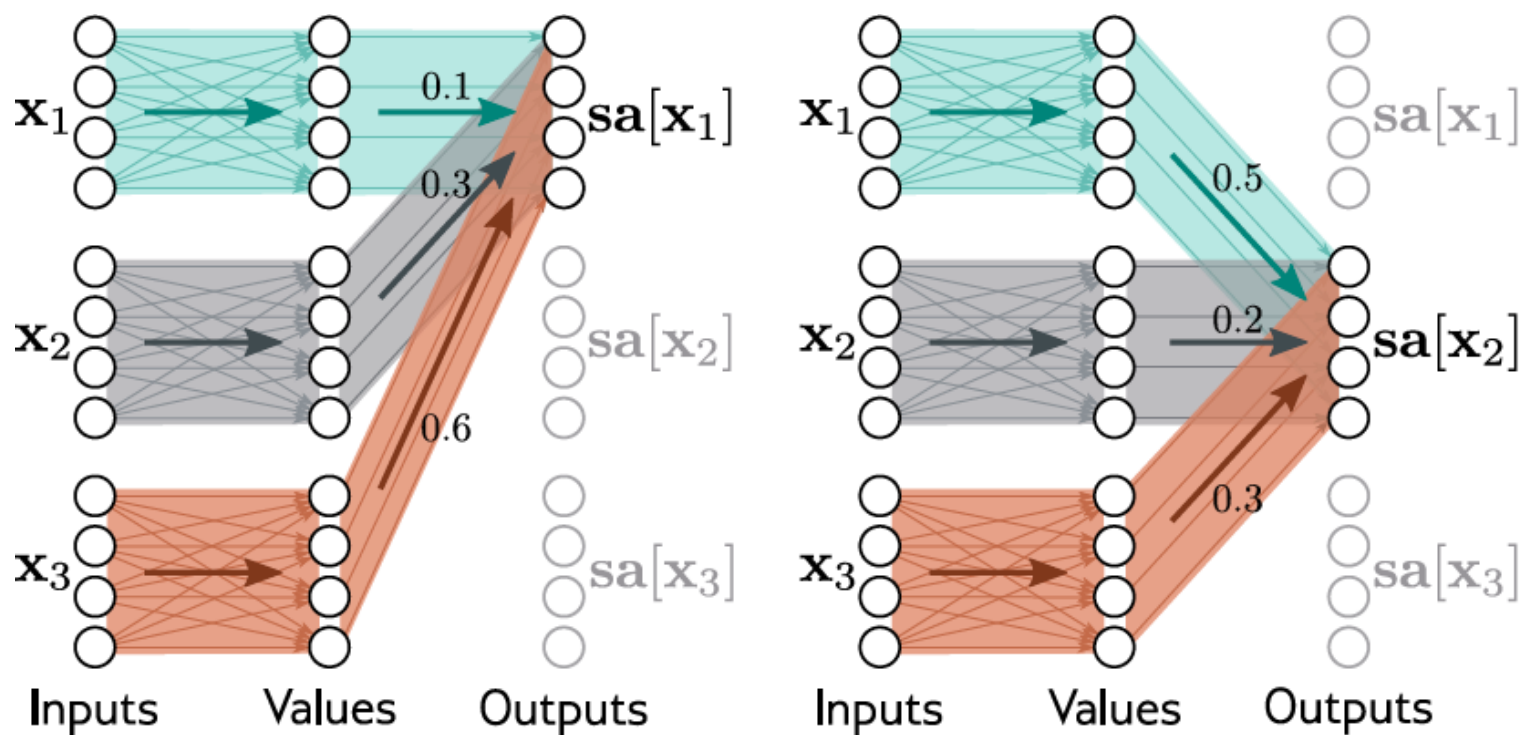 x₁ 0.1 sa[x₁]
0.3
x₂ sa[x₂]
0.6
x₃ sa[x₃]
Inputs Values Outputs
x₁ 0.5 sa[x₁]
x₂ 0.2 sa[x₂]
0.3
x₃ sa[x₃]
Inputs Values Outputs